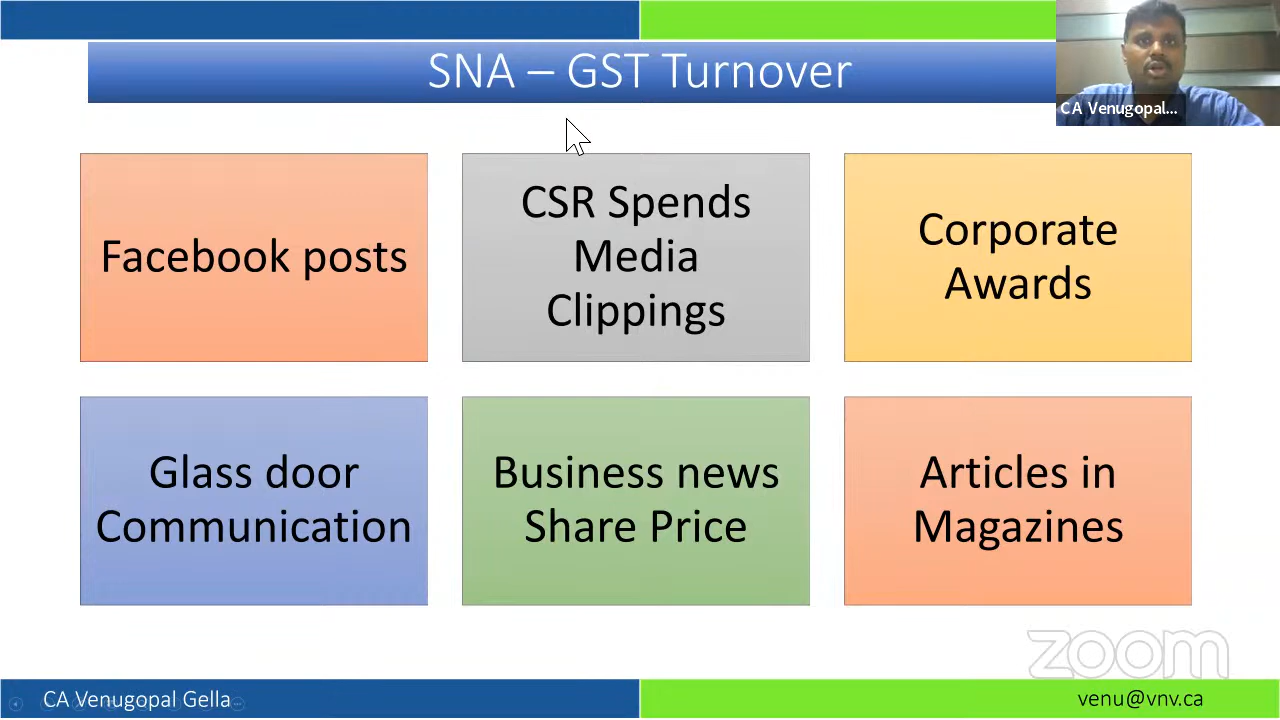 SNA – GST Turnover
CA Venugopal...
Facebook posts
CSR Spends
Media
Clippings
Corporate
Awards
Glass door
Communication
Business news
Share Price
Articles in
Magazines
zoom
CA Venugopal Gella
venu@vnv.ca